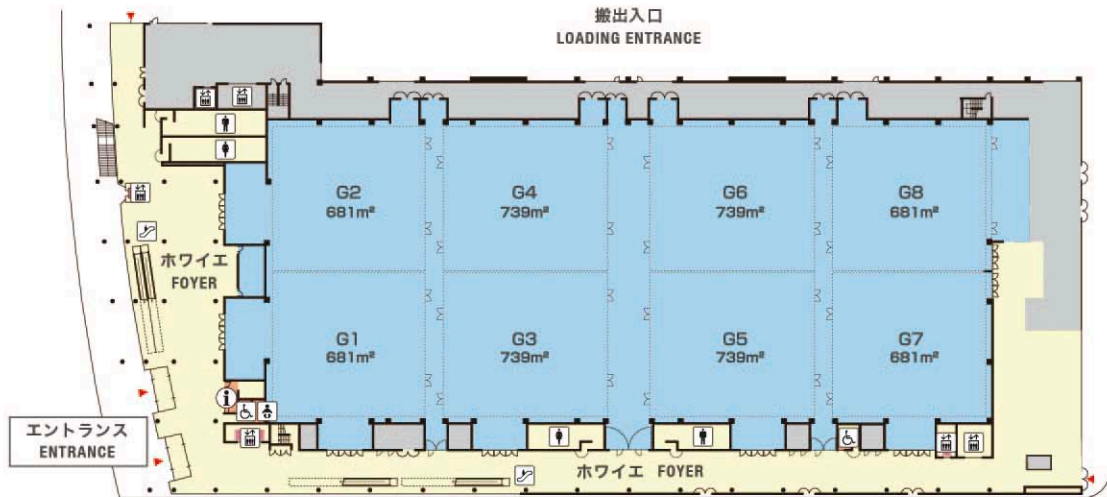 搬出入口
LOADING ENTRANCE
G2
681m²
G4
739m²
G6
739m²
G8
681m²
ホワイエ
FOYER
G1
681m²
G3
739m²
G5
739m²
G7
681m²
i
エントランス
ENTRANCE
ホワイエ FOYER